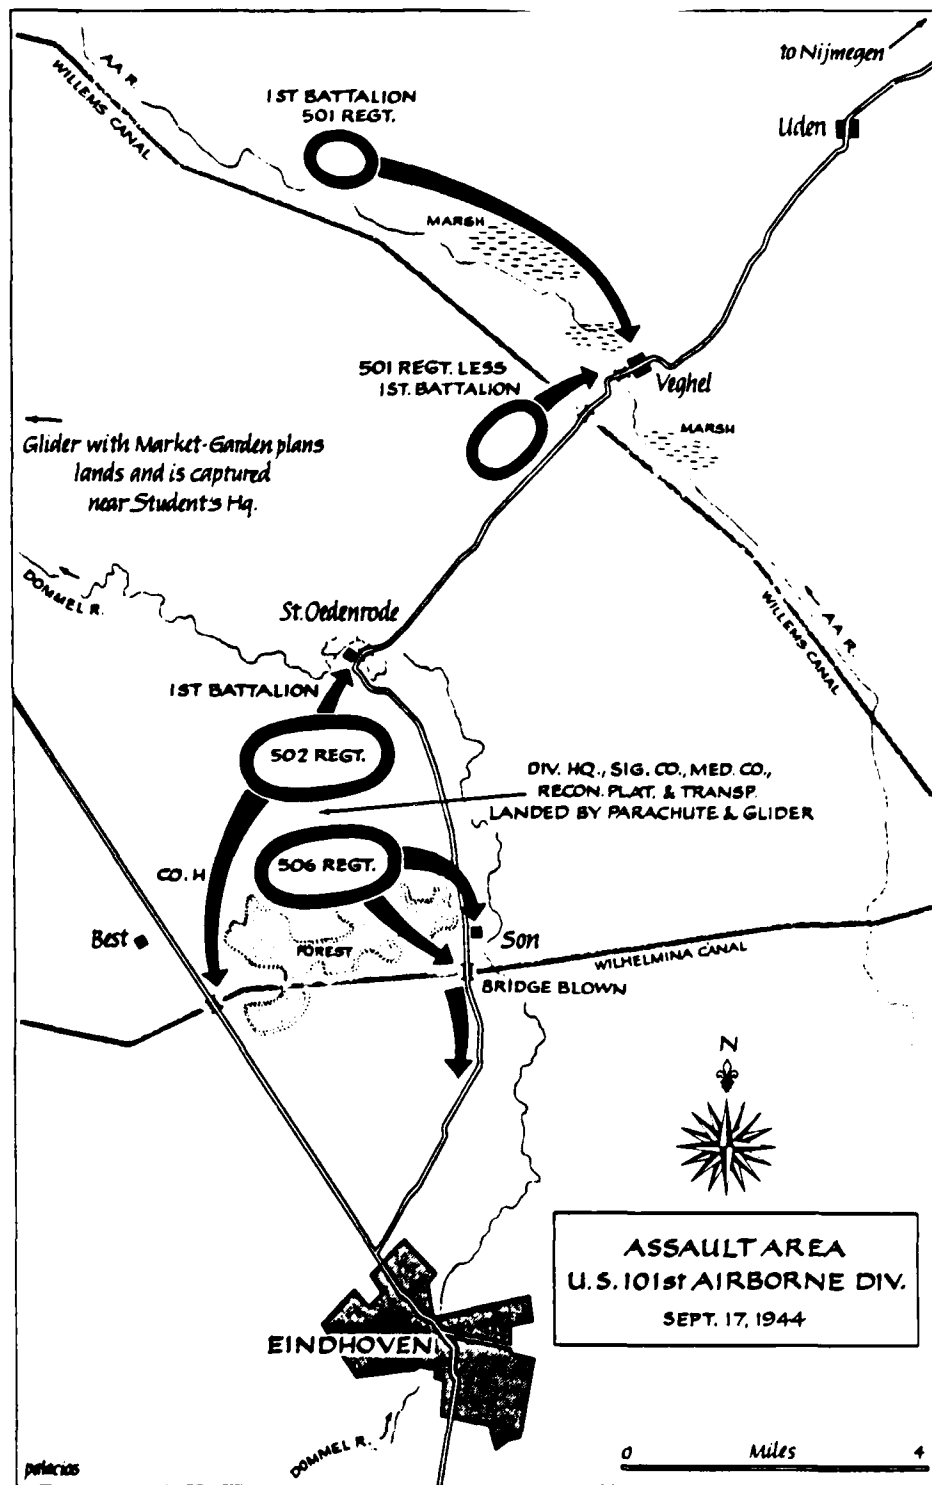 to Nijmegen
AA R.
WILLEMS CANAL
1ST BATTALION
501 REGT.
Uden
MARSH
501 REGT. LESS
1ST. BATTALION
Veghel
MARSH
Glider with Market-Garden plans
lands and is captured
near Student's Hq.
DOMMEL R.
St. Oedenrode
AA R.
WILLEMS CANAL
1ST BATTALION
502 REGT.
DIV. HQ., SIG. CO., MED. CO.,
RECON. PLAT. & TRANSP.
LANDED BY PARACHUTE & GLIDER
506 REGT.
CO. H
Best
FOREST
Son
WILHELMINA CANAL
BRIDGE BLOWN
N
ASSAULT AREA
U.S. 101st AIRBORNE DIV.
SEPT. 17, 1944
EINDHOVEN
DOMMEL R.
0 Miles 4
palacios